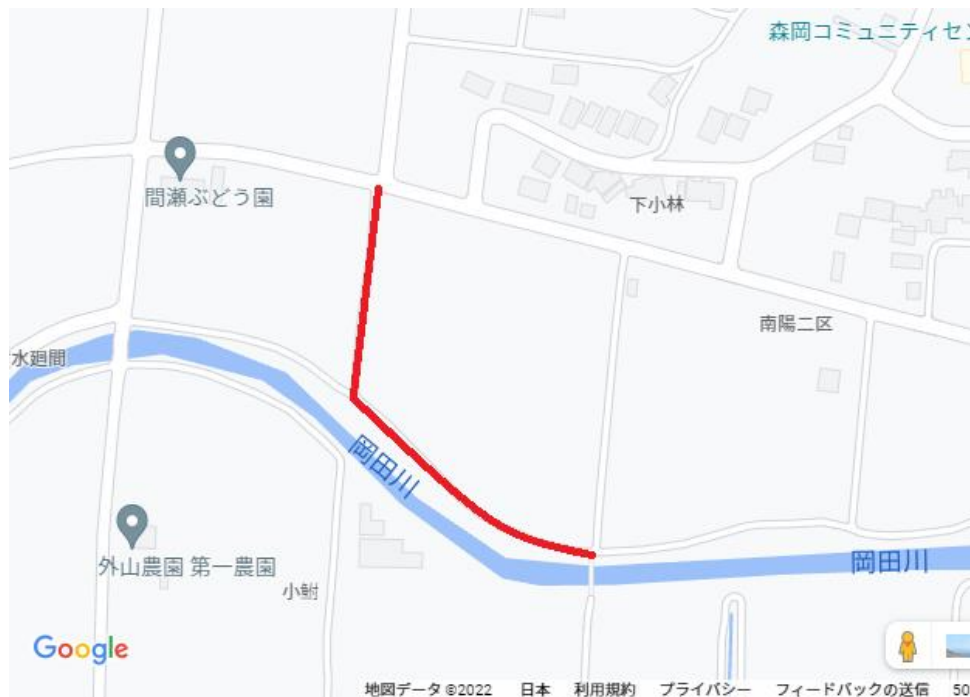 森岡コミュニティセン
間瀬ぶどう園
下小林
南陽二区
水廻間
岡田川
外山農園 第一農園
岡田川
小鮒
Google
地図データ ©2022 日本 利用規約 プライバシー フィードバックの送信 50